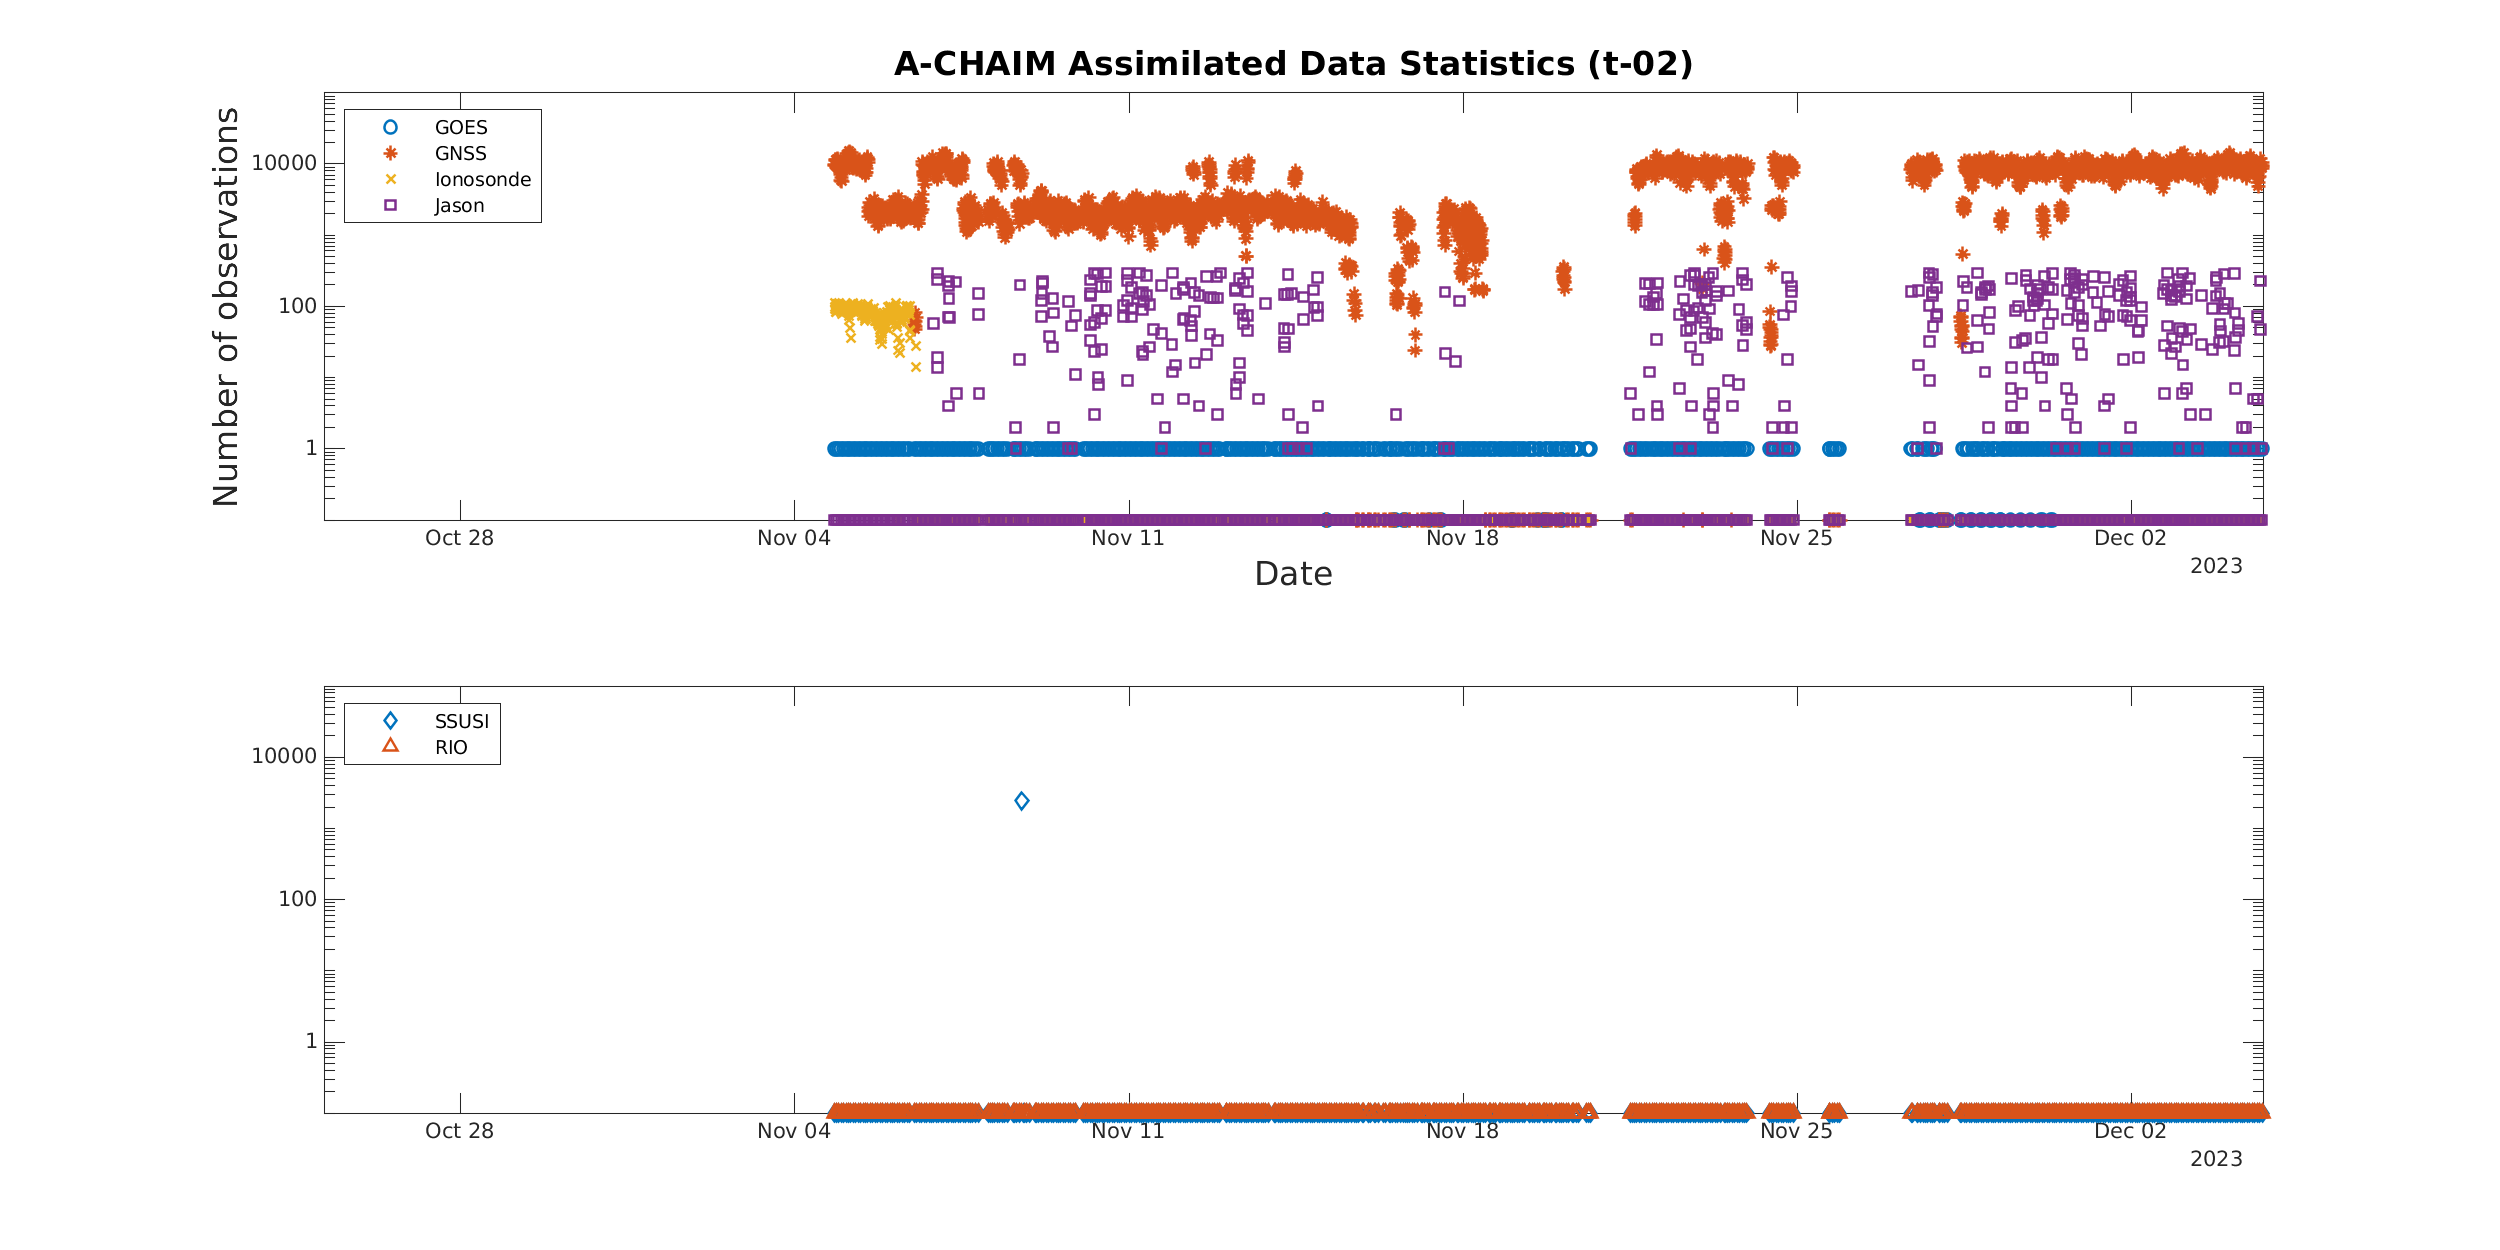 A-CHAIM Assimilated Data Statistics (t-02)
Number of observations
10000
100
1
GOES
GNSS
Ionosonde
Jason
Oct 28
Nov 04
Nov 11
Nov 18
Nov 25
Dec 02
2023
Date
10000
100
1
SSUSI
RIO
Oct 28
Nov 04
Nov 11
Nov 18
Nov 25
Dec 02
2023